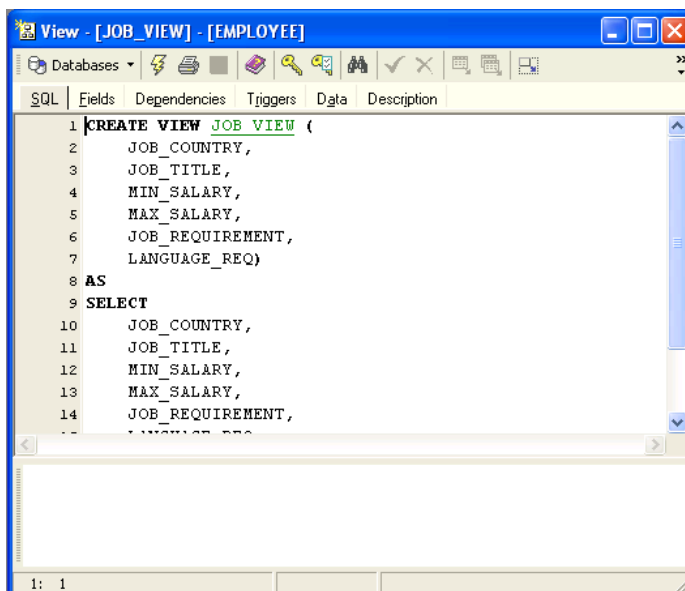 View - [JOB_VIEW] - [EMPLOYEE]
Databases
SQL Fields Dependencies Triggers Data Description
1 CREATE VIEW JOB_VIEW (
2 JOB_COUNTRY,
3 JOB_TITLE,
4 MIN_SALARY,
5 MAX_SALARY,
6 JOB_REQUIREMENT,
7 LANGUAGE_REQ)
8 AS
9 SELECT
10 JOB_COUNTRY,
11 JOB_TITLE,
12 MIN_SALARY,
13 MAX_SALARY,
14 JOB_REQUIREMENT,
1: 1